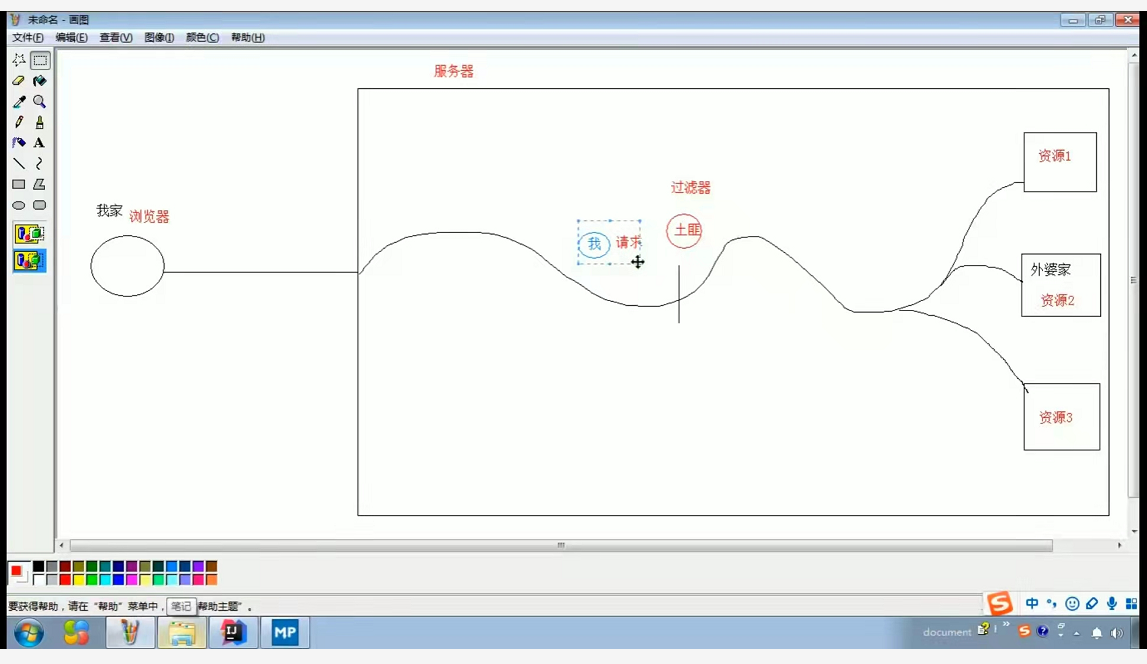 未命名 - 画图
文件(F) 编辑(E) 查看(V) 图像(I) 颜色(C) 帮助(H)
服务器
资源1
过滤器
我家 浏览器
土匪
我 请求
外婆家
资源2
资源3
要获得帮助，请在“帮助”菜单中， 笔记 帮助主题”。
中
MP
document